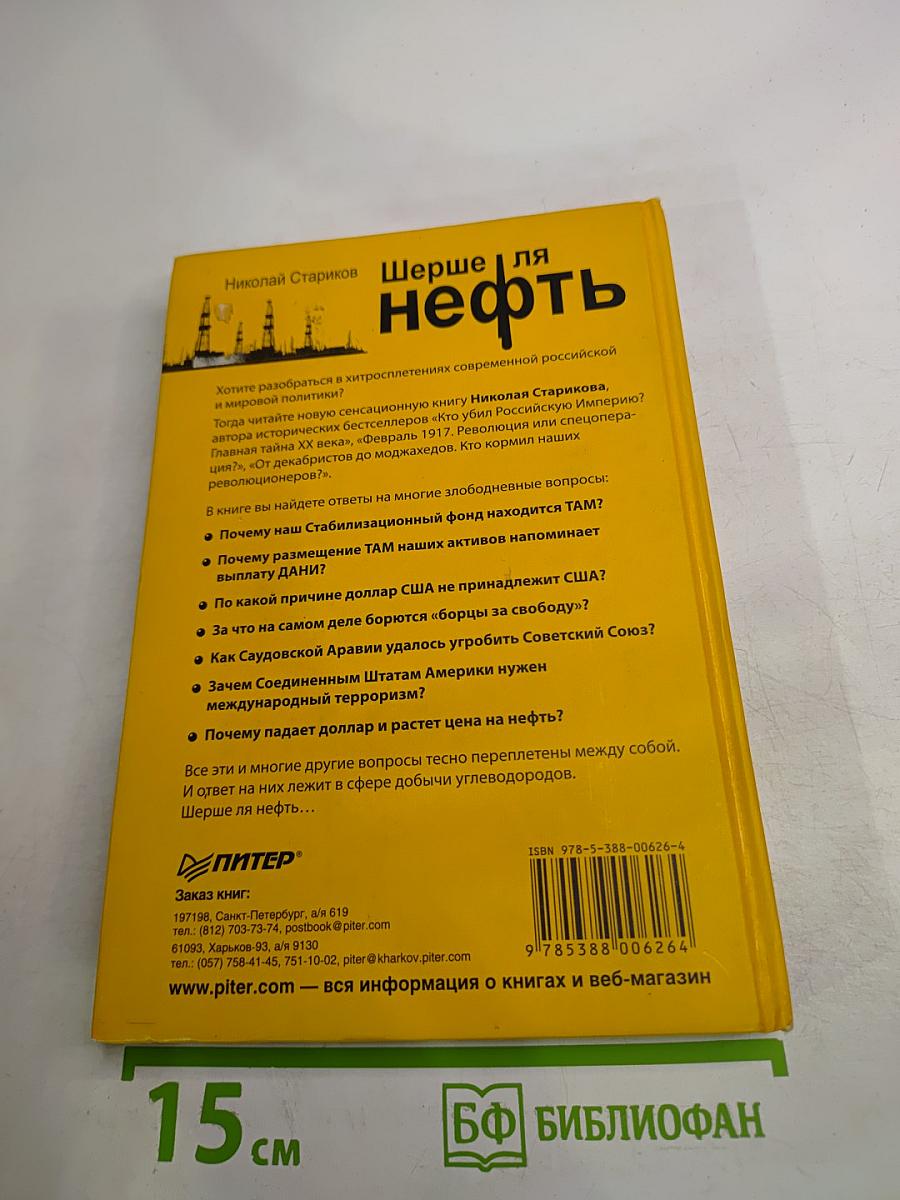 Николай Стариков
Шерше ля
нефть
Хотите разобраться в хитросплетениях современной российской
и мировой политики?
Тогда читайте новую сенсационную книгу Николая Старикова,
автора исторических бестселлеров «Кто убил Российскую Империю?
Главная тайна XX века», «Февраль 1917. Революция или спецопера-
ция?», «От декабристов до моджахедов. Кто кормил наших
революционеров?».
В книге вы найдете ответы на многие злободневные вопросы:
• Почему наш Стабилизационный фонд находится ТАМ?
• Почему размещение ТАМ наших активов напоминает
выплату ДАНИ?
• По какой причине доллар США не принадлежит США?
• За что на самом деле борются «борцы за свободу»?
• Как Саудовской Аравии удалось угробить Советский Союз?
• Зачем Соединенным Штатам Америки нужен
международный терроризм?
• Почему падает доллар и растет цена на нефть?
Все эти и многие другие вопросы тесно переплетены между собой.
И ответ на них лежит в сфере добычи углеводородов.
Шерше ля нефть...
ПИТЕР®
Заказ книг:
197198, Санкт-Петербург, а/я 619
тел.: (812) 703-73-74, postbook@piter.com
61093, Харьков-93, а/я 9130
тел.: (057) 758-41-45, 751-10-02, piter@kharkov.piter.com
ISBN 978-5-388-00626-4
9 785388 006264
www.piter.com — вся информация о книгах и веб-магазин
15 см
БФ БИБЛИОФАН